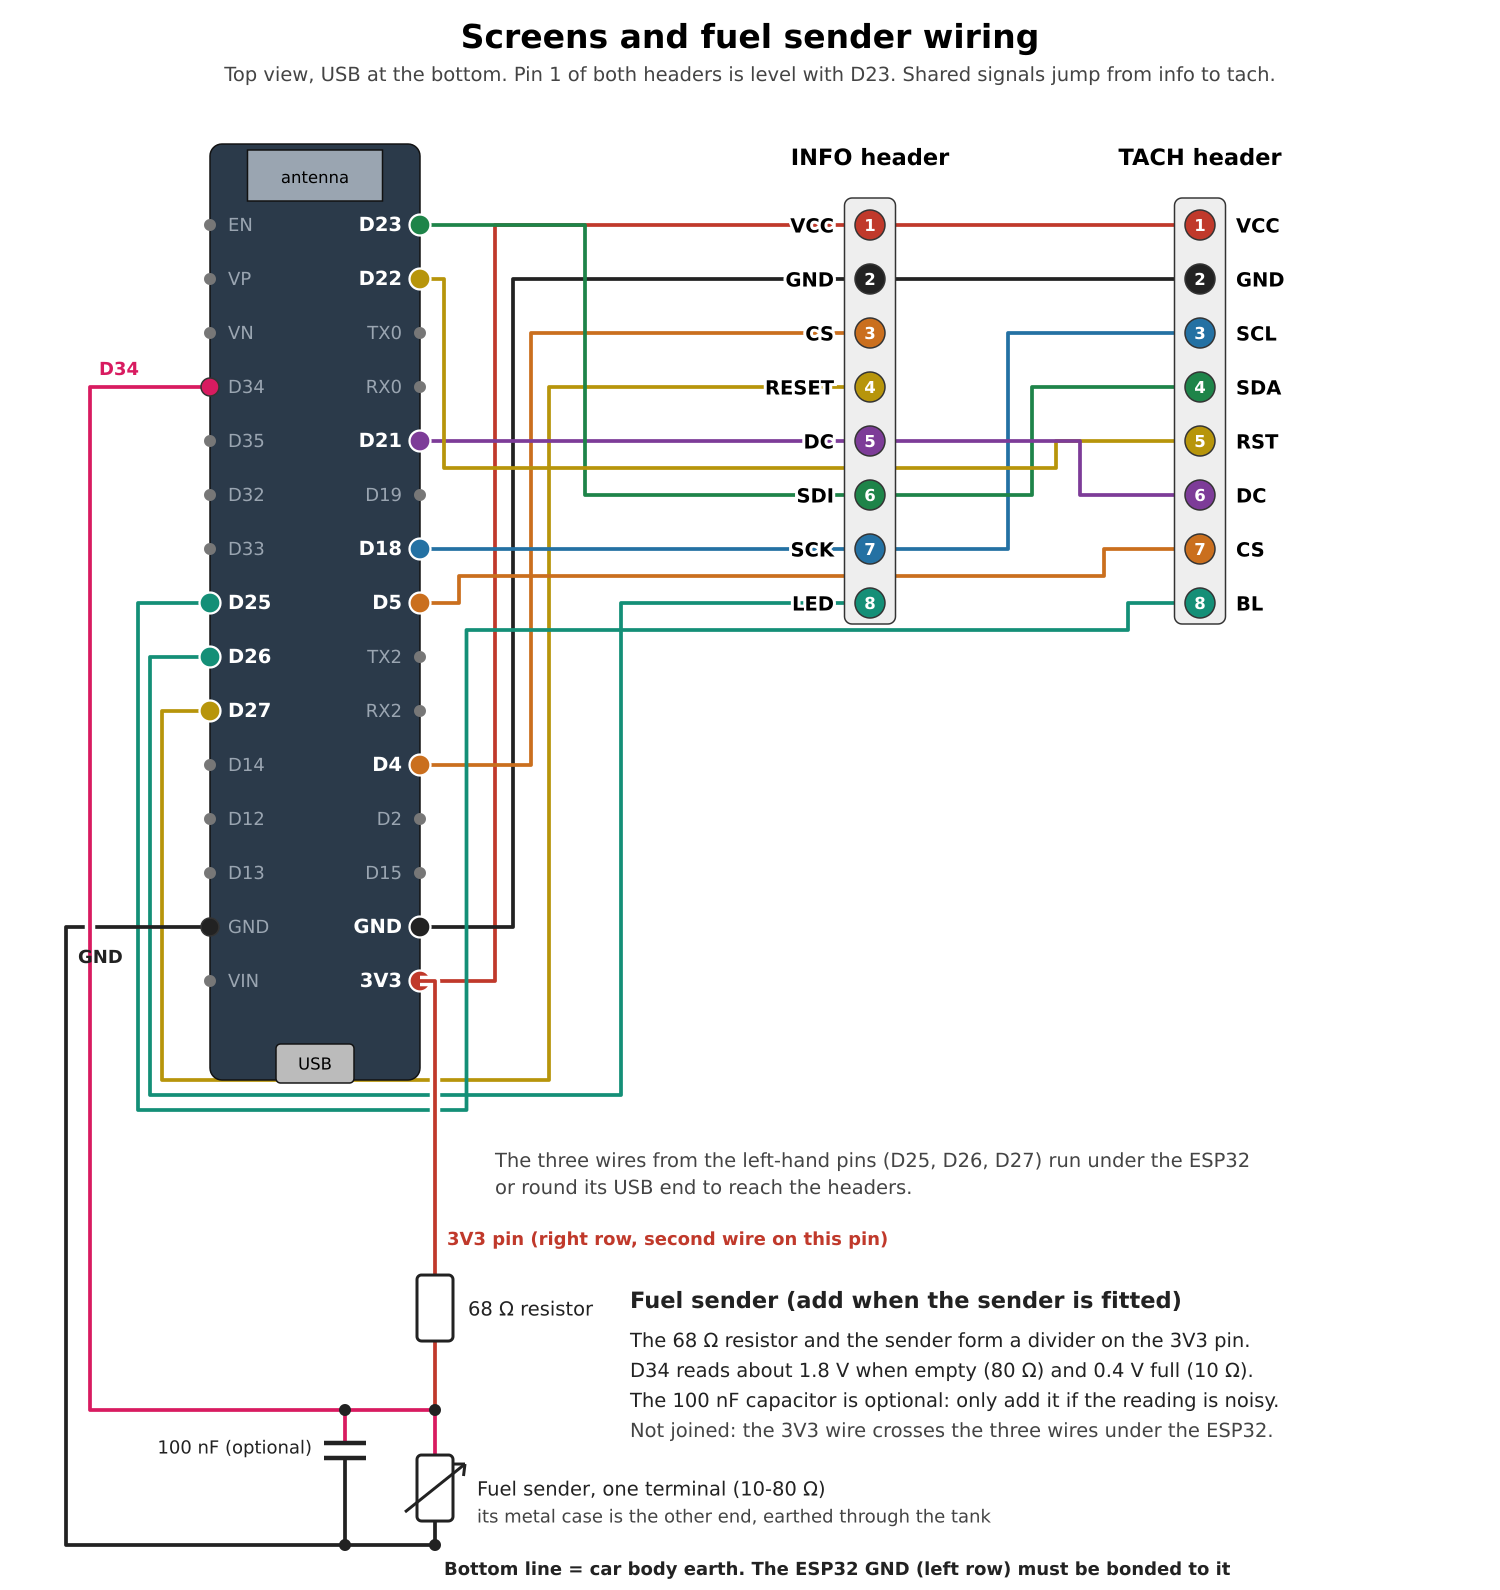 Screens and fuel sender wiring
Top view, USB at the bottom. Pin 1 of both headers is level with D23. Shared signals jump from info to tach.
INFO header
TACH header
antenna
EN
D23
VCC
1
1
VCC
VP
D22
GND
2
2
GND
VN
TX0
CS
3
3
SCL
D34
D34
RX0
RESET
4
4
SDA
D35
D21
DC
5
5
RST
D32
D19
SDI
6
6
DC
D33
D18
SCK
7
7
CS
D25
D5
LED
8
8
BL
D26
TX2
D27
RX2
D14
D4
D12
D2
D13
D15
GND
GND
GND
VIN
3V3
USB
The three wires from the left-hand pins (D25, D26, D27) run under the ESP32
or round its USB end to reach the headers.
3V3 pin (right row, second wire on this pin)
68 Ω resistor
Fuel sender (add when the sender is fitted)
The 68 Ω resistor and the sender form a divider on the 3V3 pin.
D34 reads about 1.8 V when empty (80 Ω) and 0.4 V full (10 Ω).
The 100 nF capacitor is optional: only add it if the reading is noisy.
Not joined: the 3V3 wire crosses the three wires under the ESP32.
100 nF (optional)
Fuel sender, one terminal (10-80 Ω)
its metal case is the other end, earthed through the tank
Bottom line = car body earth. The ESP32 GND (left row) must be bonded to it